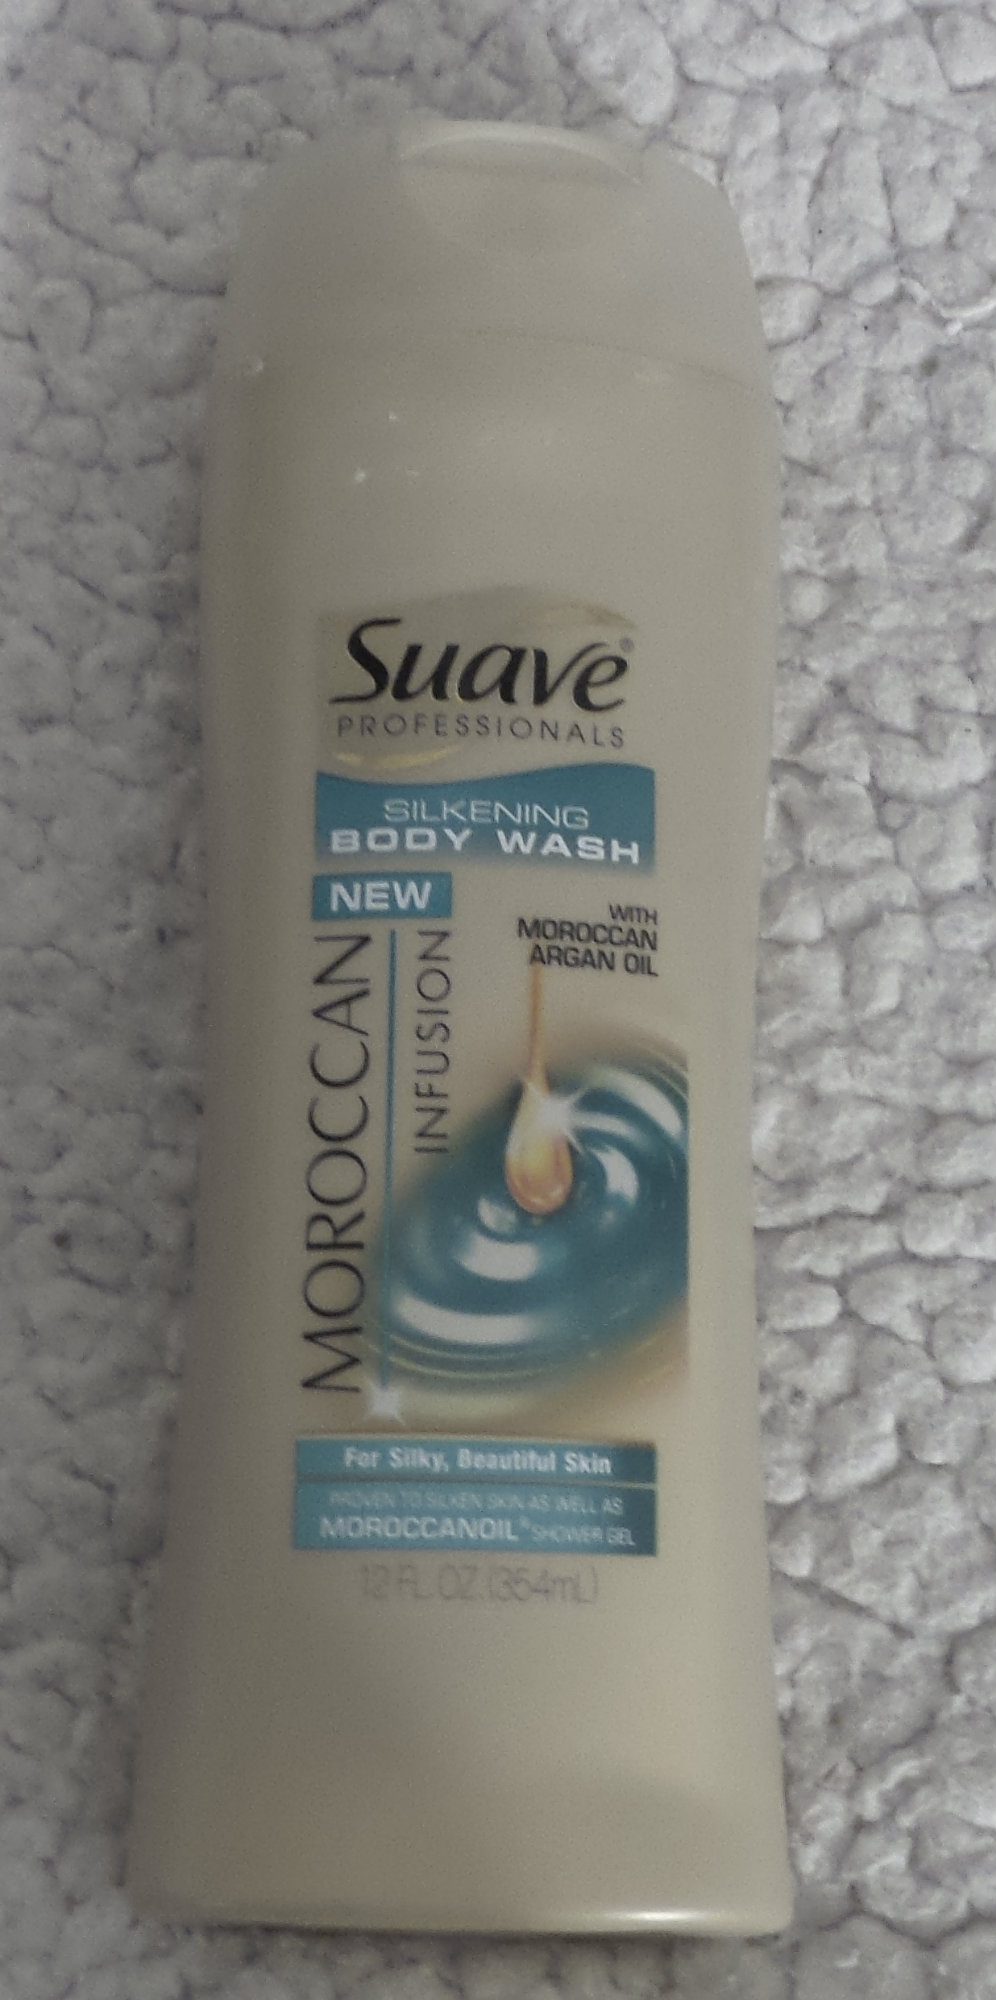 Suave®
PROFESSIONALS
SILKENING
BODY WASH
NEW
MOROCCAN
INFUSION
WITH
MOROCCAN
ARGAN OIL
For Silky, Beautiful Skin
PROVEN TO SILKEN SKIN AS WELL AS
MOROCCANOIL® SHOWER GEL
12 FL. OZ. (354mL)